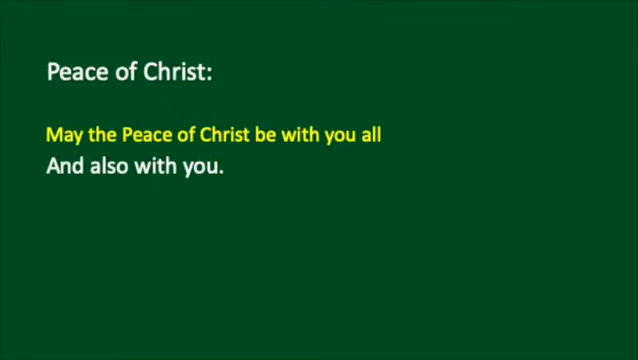 Peace of Christ:
May the Peace of Christ be with you all
And also with you.